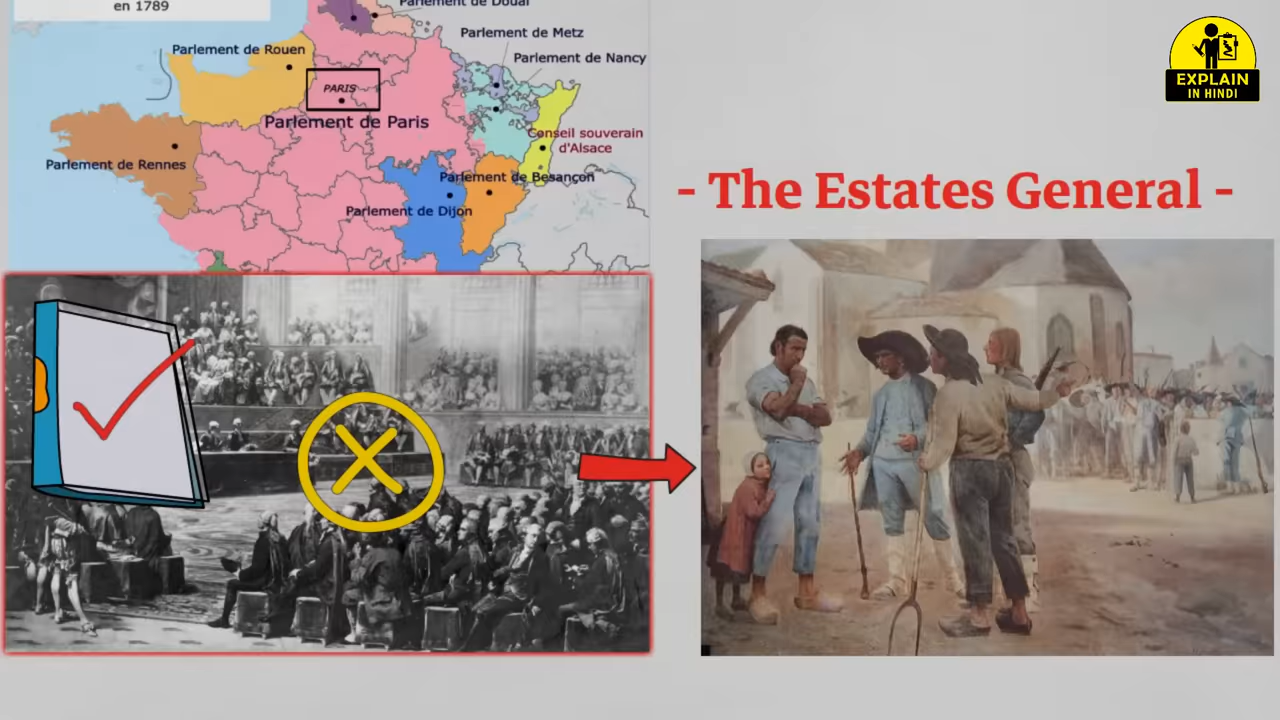 en 1789
Parlement de Douai
Parlement de Metz
Parlement de Rouen
Parlement de Nancy
PARIS
Parlement de Paris
Conseil souverain
d'Alsace
Parlement de Rennes
Parlement de Besançon
Parlement de Dijon
EXPLAIN
IN HINDI
- The Estates General -